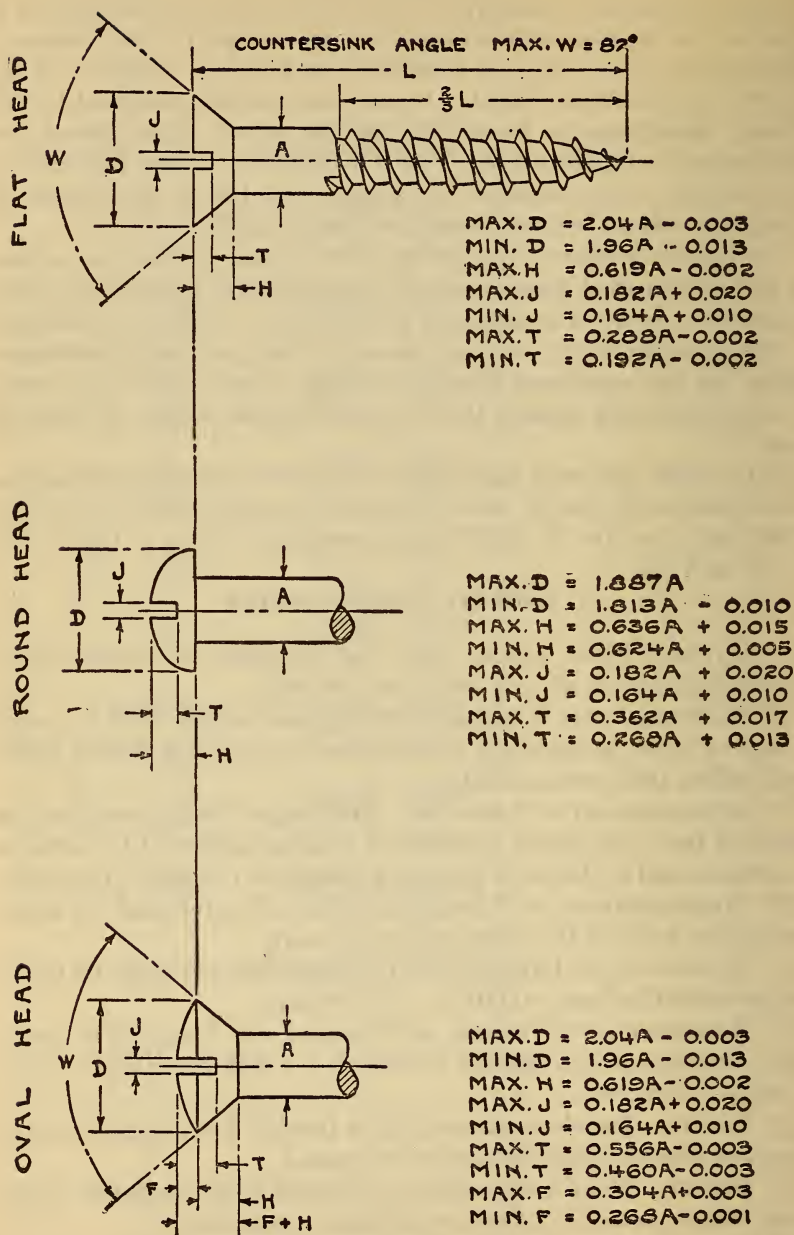 COUNTERSINK ANGLE MAX. W = 82°
L
2/3 L
FLAT HEAD
W
D
J
A
T
H
MAX. D = 2.04A - 0.003
MIN. D = 1.96A - 0.013
MAX. H = 0.619A - 0.002
MAX. J = 0.182A + 0.020
MIN. J = 0.164A + 0.010
MAX. T = 0.288A - 0.002
MIN. T = 0.192A - 0.002
ROUND HEAD
D
J
A
T
H
MAX. D = 1.887A
MIN. D = 1.813A - 0.010
MAX. H = 0.636A + 0.015
MIN. H = 0.624A + 0.005
MAX. J = 0.182A + 0.020
MIN. J = 0.164A + 0.010
MAX. T = 0.362A + 0.017
MIN. T = 0.268A + 0.013
OVAL HEAD
W
D
J
A
T
F
H
F + H
MAX. D = 2.04A - 0.003
MIN. D = 1.96A - 0.013
MAX. H = 0.619A - 0.002
MAX. J = 0.182A + 0.020
MIN. J = 0.164A + 0.010
MAX. T = 0.556A - 0.003
MIN. T = 0.460A - 0.003
MAX. F = 0.304A + 0.003
MIN. F = 0.268A - 0.001